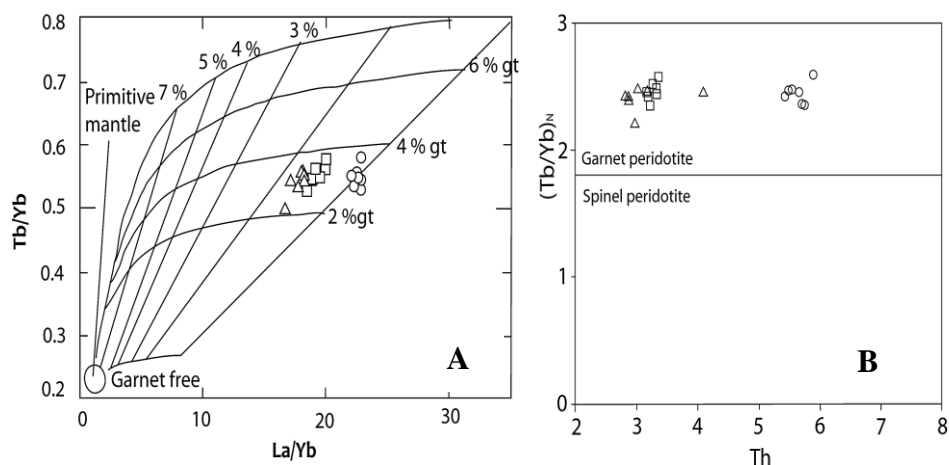 0.8
0.7
0.6
0.5
0.4
0.3
0.2
Tb/Yb
0
10
20
30
La/Yb
Primitive
mantle
7 %
5 %
4 %
3 %
6 % gt
4 % gt
2 %gt
Garnet free
A
3
2
1
0
(Tb/Yb)N
Garnet peridotite
Spinel peridotite
B
2
3
4
5
6
7
8
Th